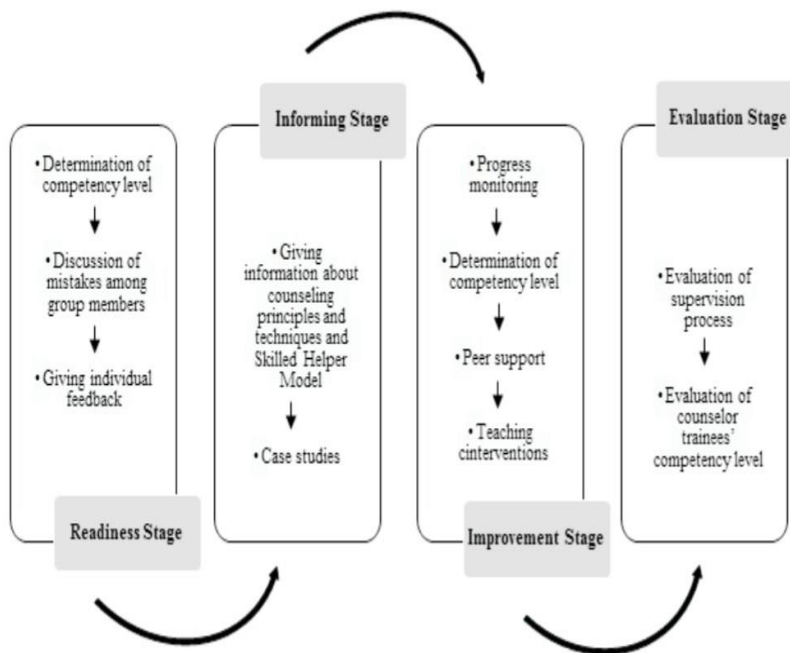 Readiness Stage
• Determination of
competency level
• Discussion of
mistakes among
group members
• Giving individual
feedback
Informing Stage
• Giving
information about
counseling
principles and
techniques and
Skilled Helper
Model
• Case studies
Improvement Stage
• Progress
monitoring
• Determination of
competency level
• Peer support
• Teaching
cinterventions
Evaluation Stage
• Evaluation of
supervision
process
• Evaluation of
counselor
trainees’
competency level